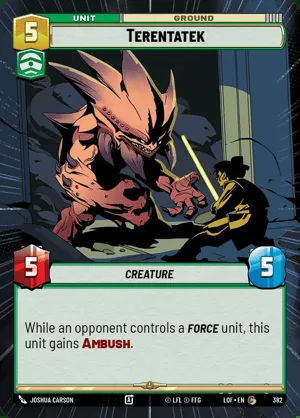 UNIT GROUND
5 TERENTATEK
5 CREATURE 5
While an opponent controls a FORCE unit, this
unit gains AMBUSH.
JOSHUA CARSON © LFL © FFG LOF • EN C 382